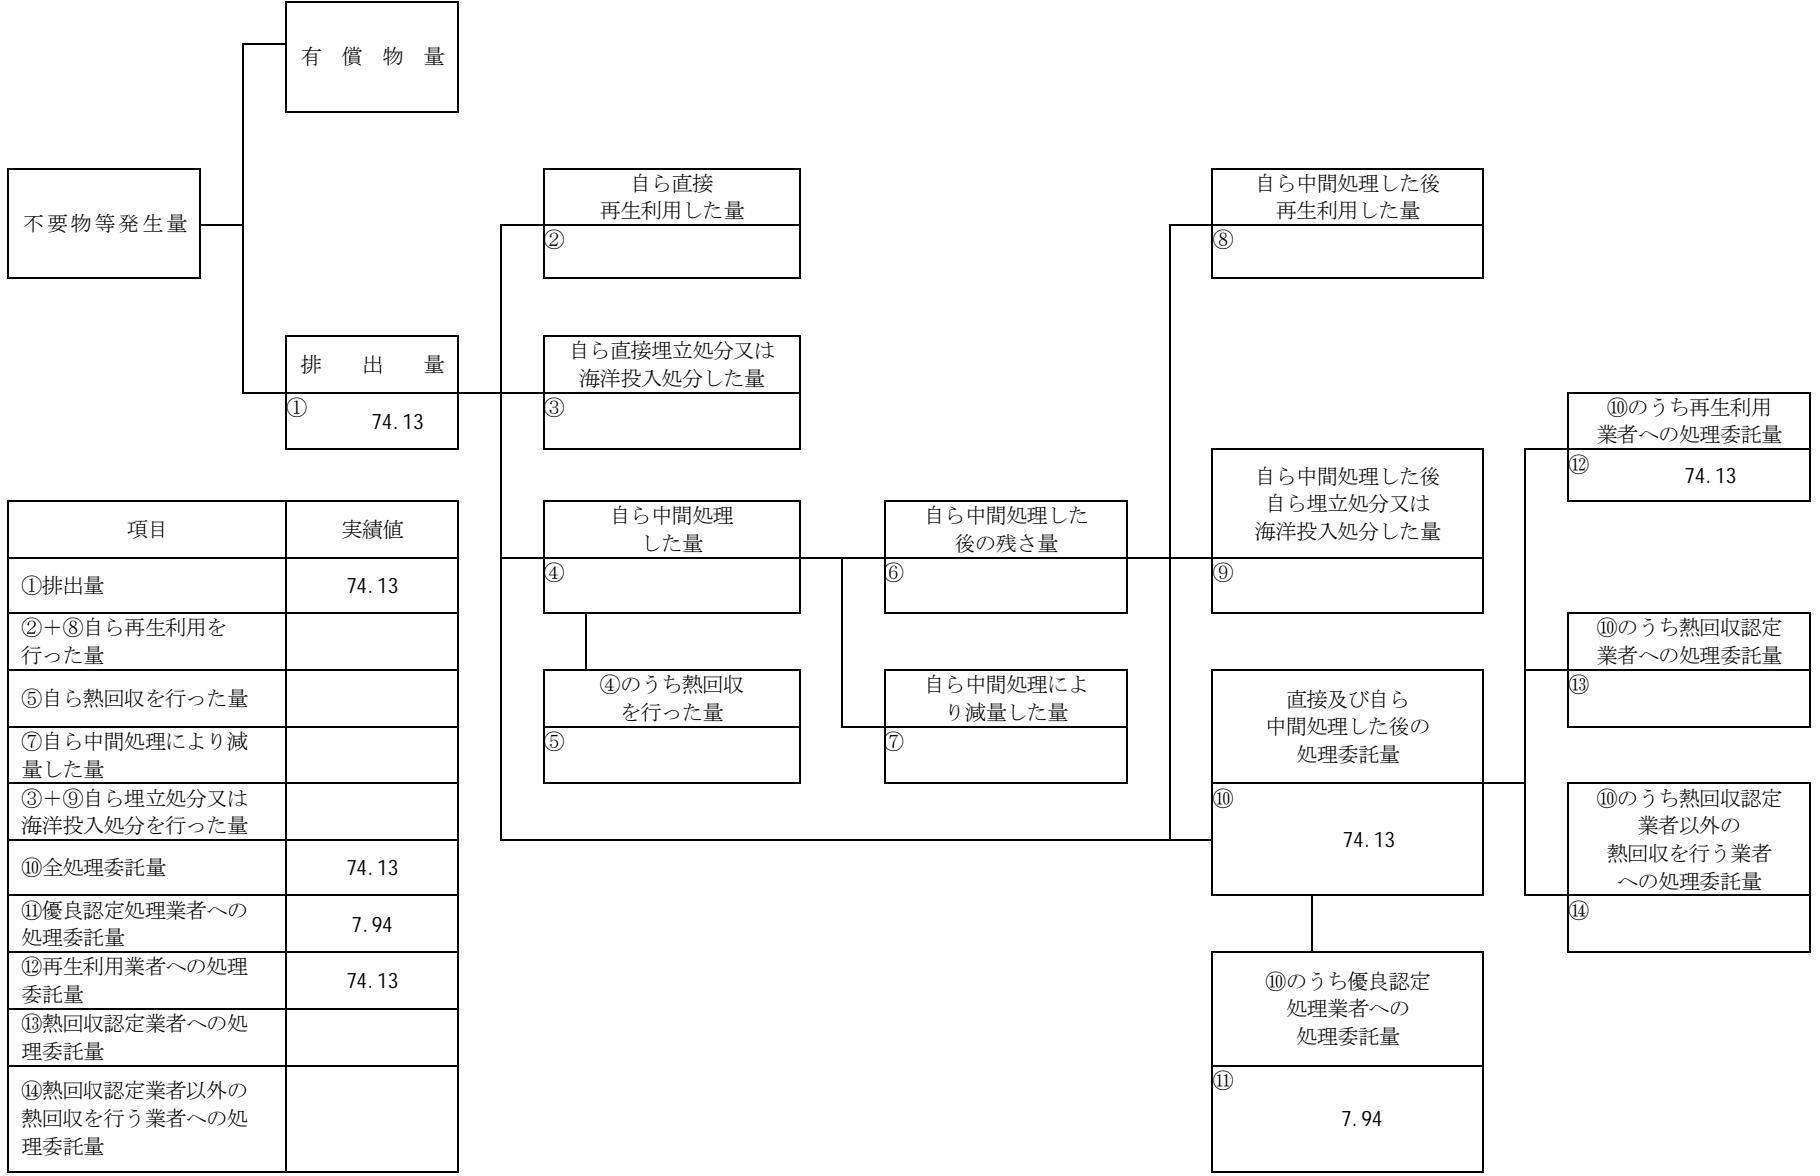 有償物量
不要物等発生量
自ら直接
再生利用した量
②
自ら中間処理した後
再生利用した量
⑧
排出量
①
74.13
自ら直接埋立処分又は
海洋投入処分した量
③
⑩のうち再生利用
業者への処理委託量
⑫
74.13
自ら中間処理
した量
④
自ら中間処理した
後の残さ量
⑥
自ら中間処理した後
自ら埋立処分又は
海洋投入処分した量
⑨
⑩のうち熱回収認定
業者への処理委託量
⑬
④のうち熱回収
を行った量
⑤
自ら中間処理によ
り減量した量
⑦
直接及び自ら
中間処理した後の
処理委託量
⑩
74.13
⑩のうち熱回収認定
業者以外の
熱回収を行う業者
への処理委託量
⑭
⑩のうち優良認定
処理業者への
処理委託量
⑪
7.94
項目
実績値
①排出量
74.13
②＋⑧自ら再生利用を
行った量
⑤自ら熱回収を行った量
⑦自ら中間処理により減
量した量
③＋⑨自ら埋立処分又は
海洋投入処分を行った量
⑩全処理委託量
74.13
⑪優良認定処理業者への
処理委託量
7.94
⑫再生利用業者への処理
委託量
74.13
⑬熱回収認定業者への処
理委託量
⑭熱回収認定業者以外の
熱回収を行う業者への処
理委託量